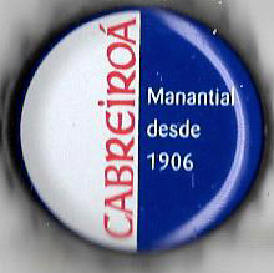 CABREIROÁ
Manantial
desde
1906